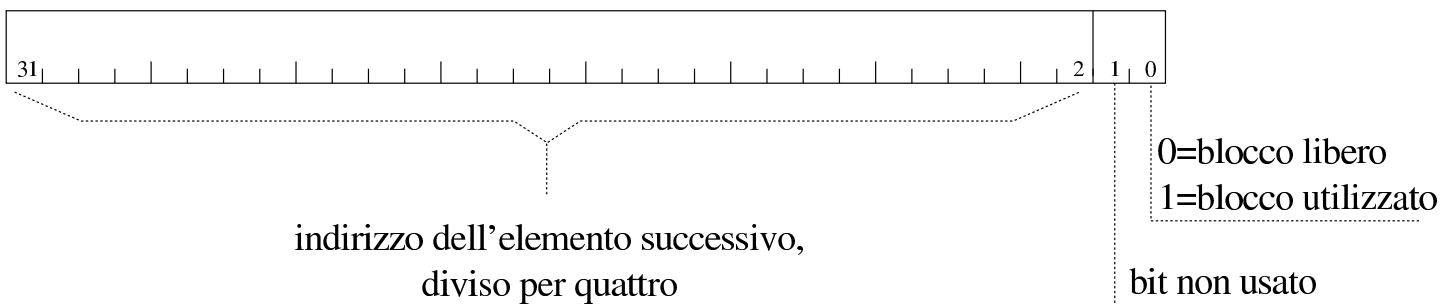 31 2 1 0
0=blocco libero
1=blocco utilizzato
indirizzo dell’elemento successivo,
diviso per quattro
bit non usato